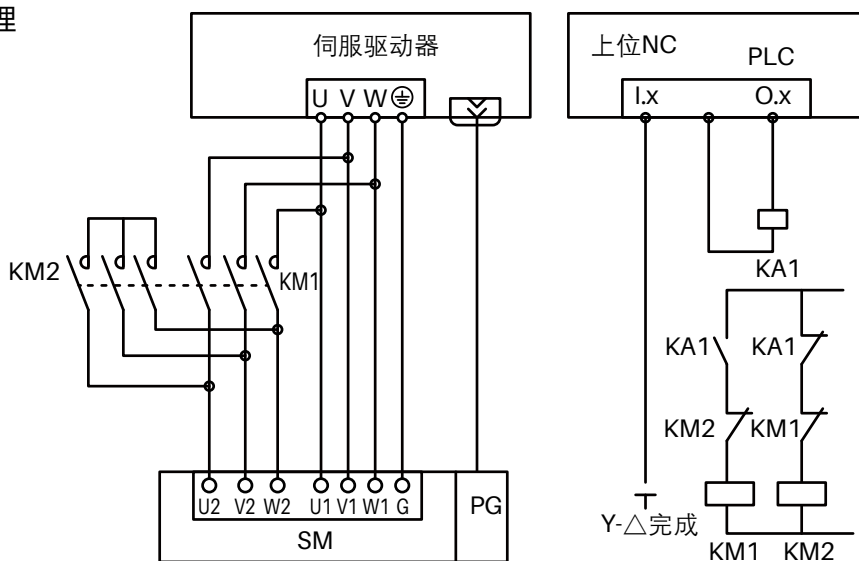 理
伺服驱动器
U V W
上位NC
PLC
I.x O.x
KM2
KM1
KA1
KA1 KA1
KM2 KM1
U2 V2 W2 U1 V1 W1 G
PG
SM
Y-△完成
KM1 KM2